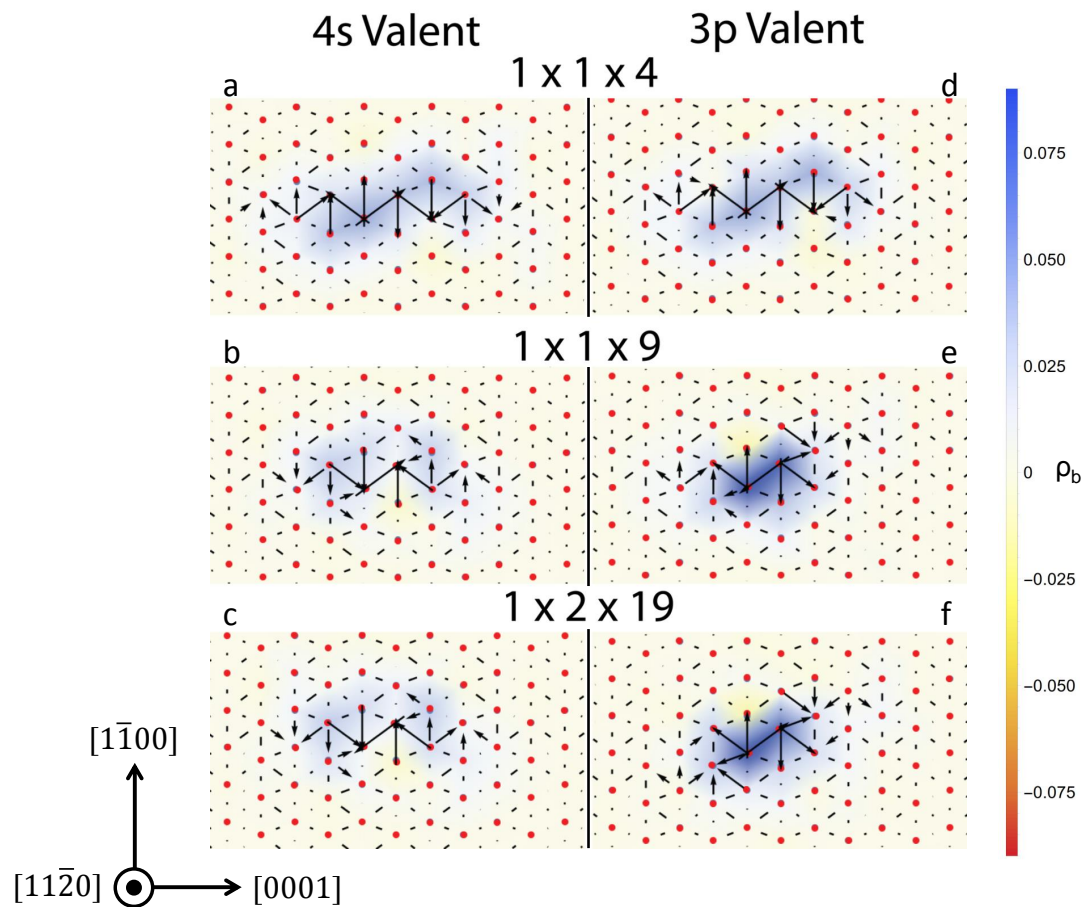 4s Valent 3p Valent
1 x 1 x 4
a d
1 x 1 x 9
b e
1 x 2 x 19
c f
0.075
0.050
0.025
0
ρb
−0.025
−0.050
−0.075
[11̅00]
[112̅0]
[0001]